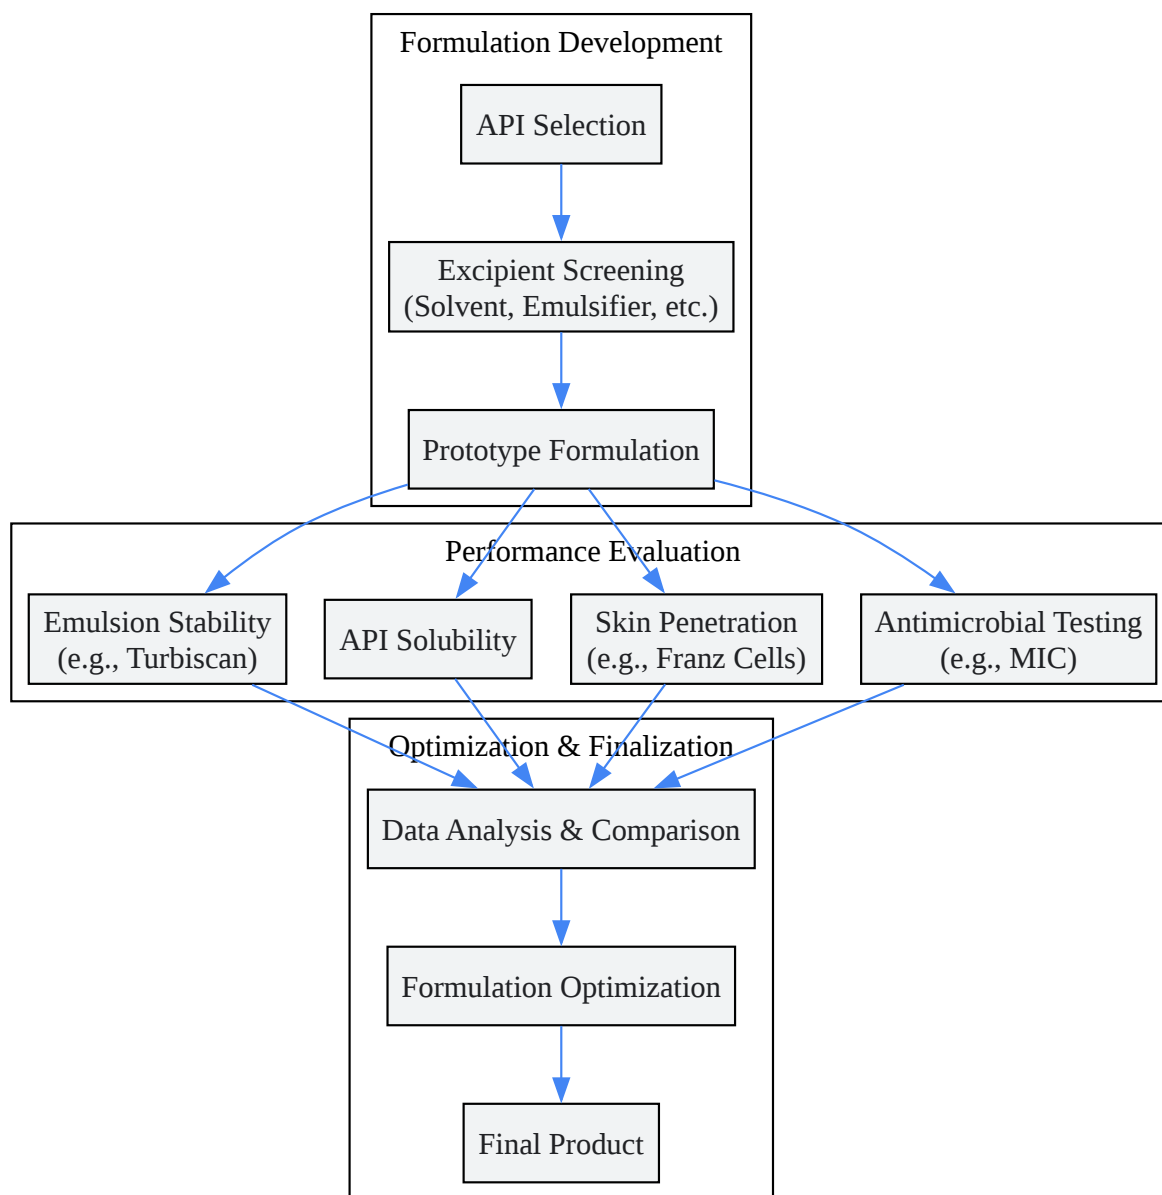 Formulation Development
API Selection
Excipient Screening
(Solvent, Emulsifier, etc.)
Prototype Formulation
Performance Evaluation
Emulsion Stability
(e.g., Turbiscan)
API Solubility
Skin Penetration
(e.g., Franz Cells)
Antimicrobial Testing
(e.g., MIC)
Optimization & Finalization
Data Analysis & Comparison
Formulation Optimization
Final Product